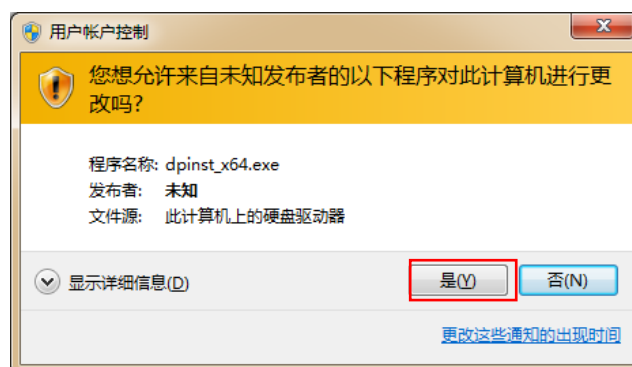 用户帐户控制
您想允许来自未知发布者的以下程序对此计算机进行更
改吗?
程序名称: dpinst_x64.exe
发布者: 未知
文件源: 此计算机上的硬盘驱动器
显示详细信息(D)
是(Y)
否(N)
更改这些通知的出现时间